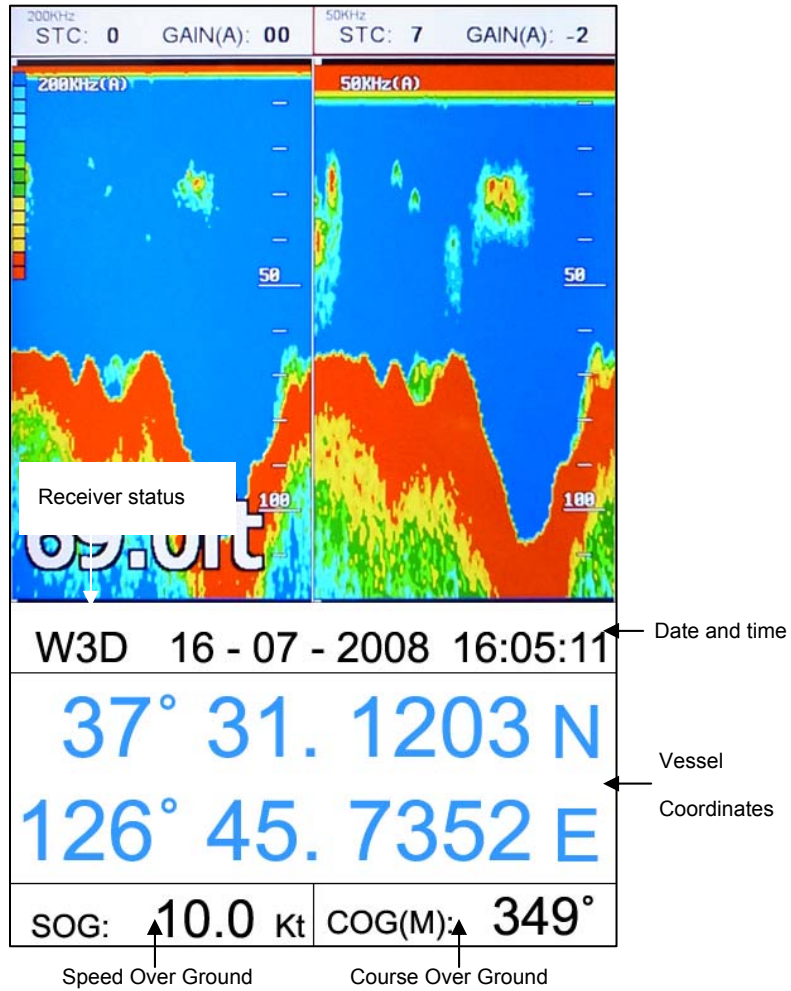 200KHz 50KHz
STC: 0 GAIN(A): 00 STC: 7 GAIN(A): -2
200KHz(A) 50KHz(A)
50 50
Receiver status
100 100
69.0ft
W3D 16 - 07 - 2008 16:05:11
Date and time
37° 31. 1203 N
Vessel
Coordinates
126° 45. 7352 E
SOG: 10.0 Kt COG(M): 349°
Speed Over Ground Course Over Ground